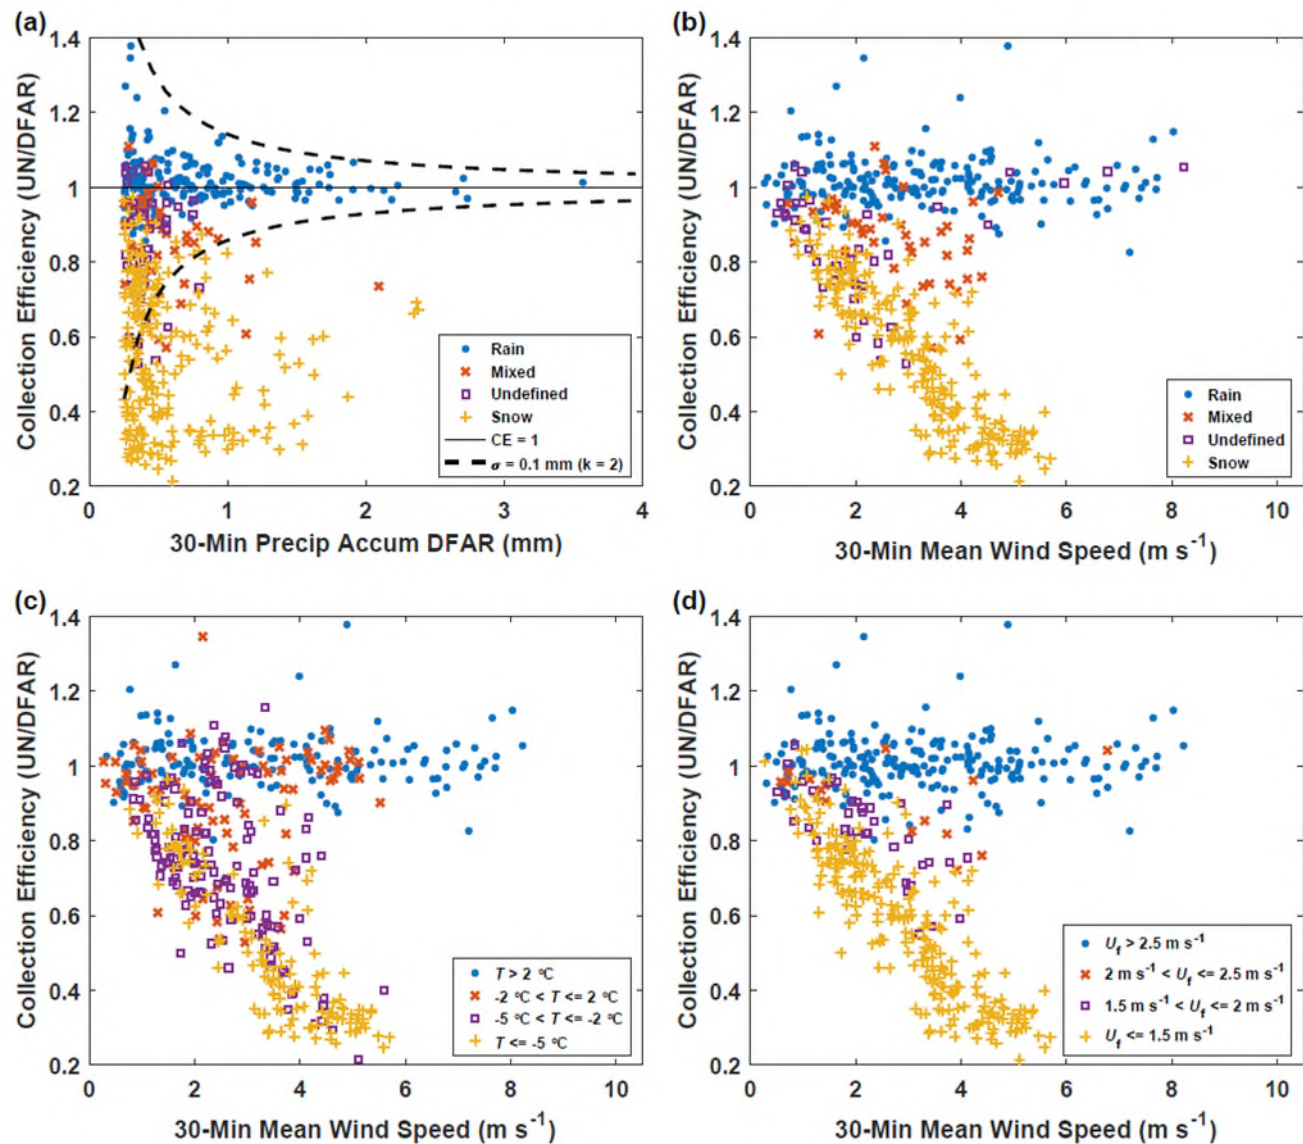 (a)
Collection Efficiency (UN/DFAR)
1.4
1.2
1
0.8
0.6
0.4
0.2
Rain
Mixed
Undefined
Snow
CE = 1
σ = 0.1 mm (k = 2)
0 1 2 3 4
30-Min Precip Accum DFAR (mm)
(b)
Collection Efficiency (UN/DFAR)
1.4
1.2
1
0.8
0.6
0.4
0.2
Rain
Mixed
Undefined
Snow
0 2 4 6 8 10
30-Min Mean Wind Speed (m s⁻¹)
(c)
Collection Efficiency (UN/DFAR)
1.4
1.2
1
0.8
0.6
0.4
0.2
T > 2 °C
-2 °C < T <= 2 °C
-5 °C < T <= -2 °C
T <= -5 °C
0 2 4 6 8 10
30-Min Mean Wind Speed (m s⁻¹)
(d)
Collection Efficiency (UN/DFAR)
1.4
1.2
1
0.8
0.6
0.4
0.2
U_f > 2.5 m s⁻¹
2 m s⁻¹ < U_f <= 2.5 m s⁻¹
1.5 m s⁻¹ < U_f <= 2 m s⁻¹
U_f <= 1.5 m s⁻¹
0 2 4 6 8 10
30-Min Mean Wind Speed (m s⁻¹)